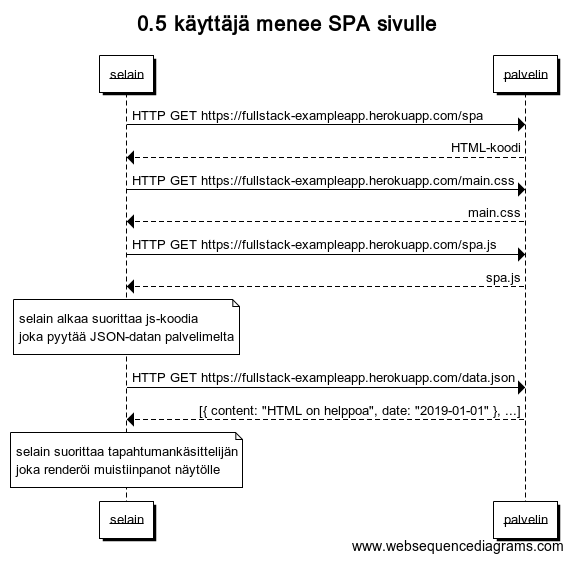 0.5 käyttäjä menee SPA sivulle
selain
palvelin
HTTP GET https://fullstack-exampleapp.herokuapp.com/spa
HTML-koodi
HTTP GET https://fullstack-exampleapp.herokuapp.com/main.css
main.css
HTTP GET https://fullstack-exampleapp.herokuapp.com/spa.js
spa.js
selain alkaa suorittaa js-koodia
joka pyytää JSON-datan palvelimelta
HTTP GET https://fullstack-exampleapp.herokuapp.com/data.json
[{ content: "HTML on helppoa", date: "2019-01-01" }, ...]
selain suorittaa tapahtumankäsittelijän
joka renderöi muistiinpanot näytölle
selain
palvelin
www.websequencediagrams.com